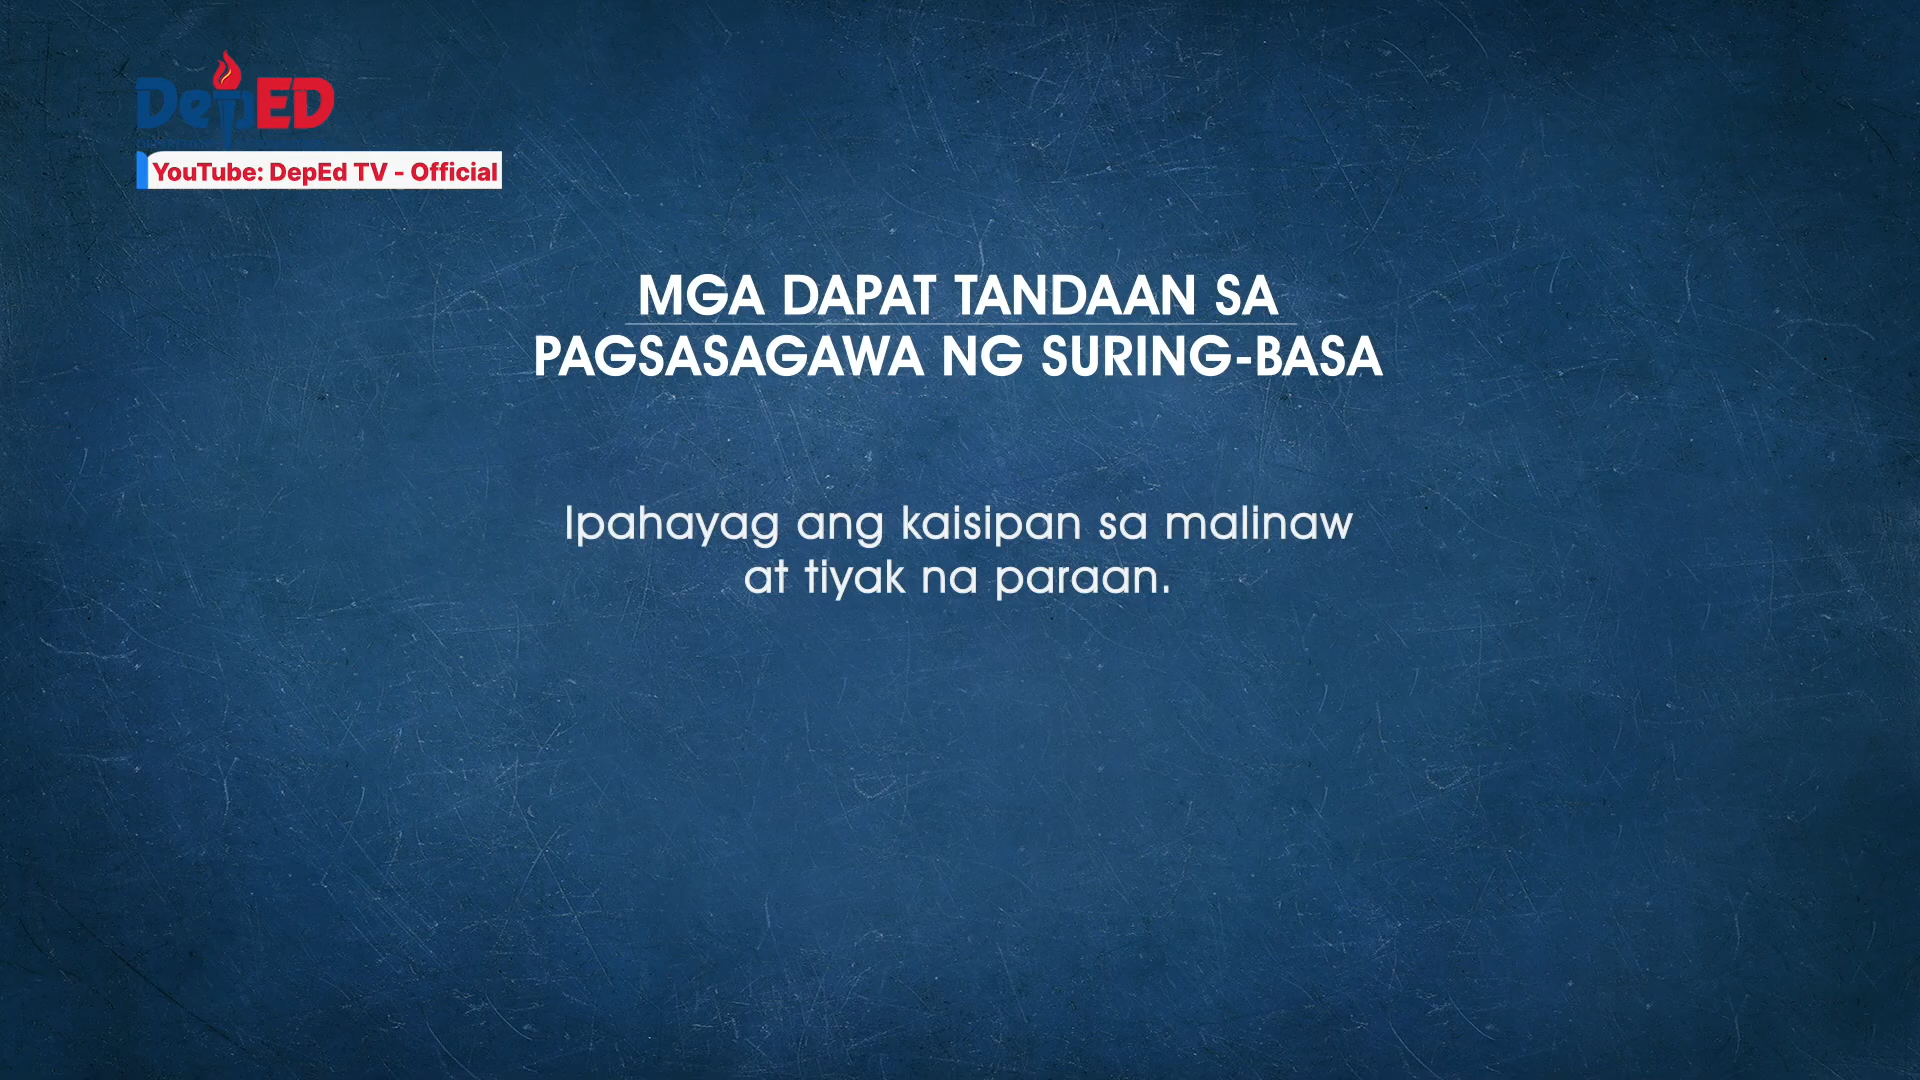 DepED
YouTube: DepEd TV - Official
MGA DAPAT TANDAAN SA
PAGSASAGAWA NG SURING-BASA
Ipahayag ang kaisipan sa malinaw
at tiyak na paraan.